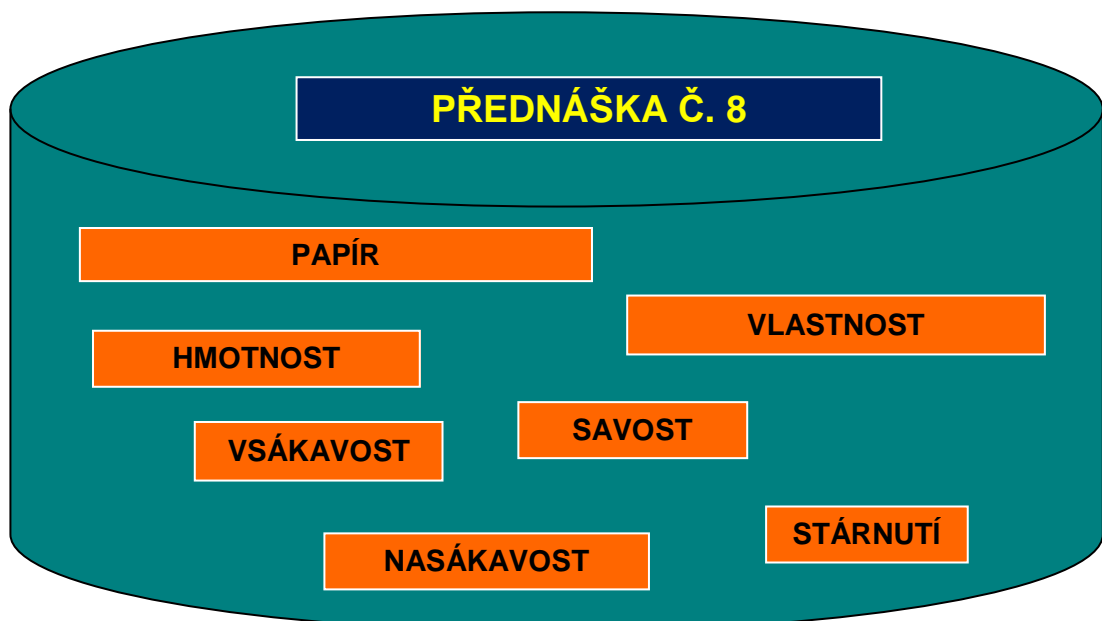 PŘEDNÁŠKA Č. 8
PAPÍR
VLASTNOST
HMOTNOST
SAVOST
VSÁKAVOST
STÁRNUTÍ
NASÁKAVOST